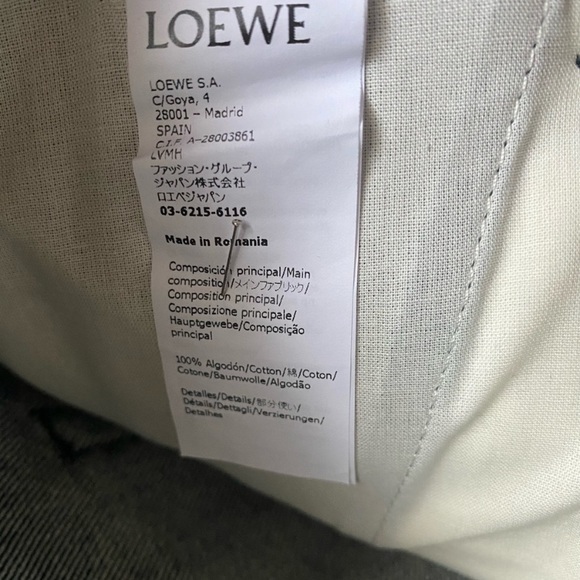 LOEWE
LOEWE S.A.
C/Goya, 4
28001 – Madrid
SPAIN
C.I.F. A-28003861
LVMH
ファッション・グループ・
ジャパン株式会社
ロエベジャパン
03-6215-6116
Made in Romania
Composición principal/Main
composition/メインファブリック/
Composition principal/
Composizione principale/
Hauptgewebe/Composição
principal
100% Algodón/Cotton/綿/Coton/
Cotone/Baumwolle/Algodão
Detalles/Details/部分使い/
Détails/Dettagli/Verzierungen/
Detalhes